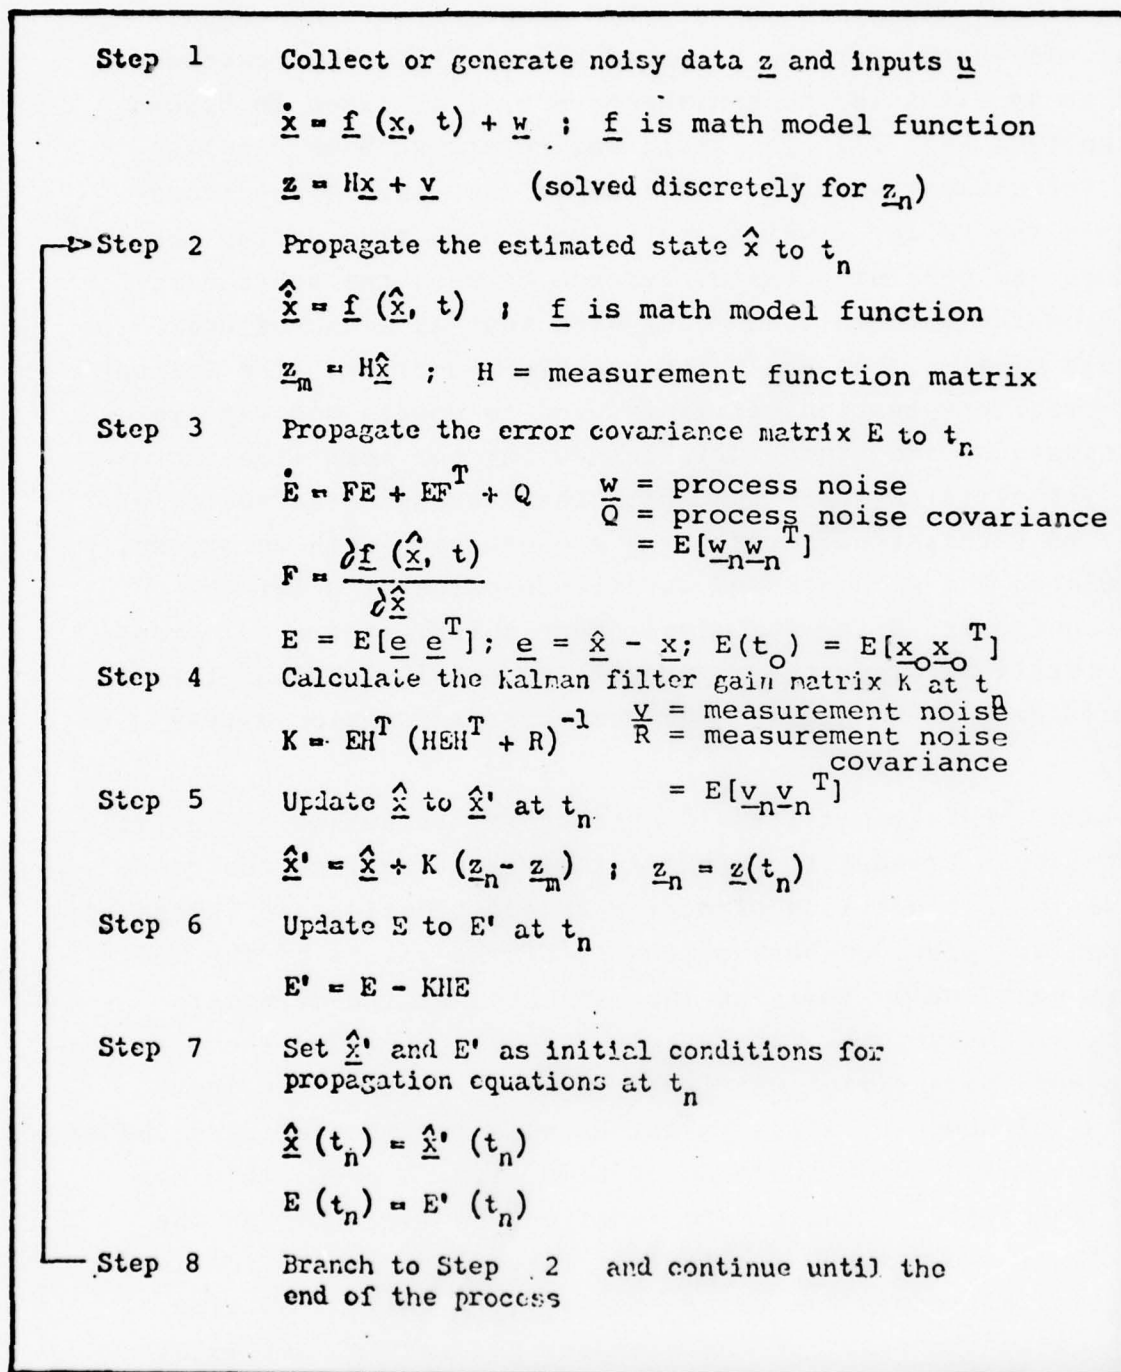 Step 1 Collect or generate noisy data z and inputs u
ẋ = f (x, t) + w ; f is math model function
z = Hx + v (solved discretely for z_n)
Step 2 Propagate the estimated state x̂ to t_n
x̂̇ = f (x̂, t) ; f is math model function
z_m = Hx̂ ; H = measurement function matrix
Step 3 Propagate the error covariance matrix E to t_n
Ė = FE + EF^T + Q w = process noise
Q = process noise covariance
= E[w_n w_n^T]
F = ∂f (x̂, t) / ∂x̂
E = E[e e^T]; e = x̂ - x; E(t_o) = E[x_o x_o^T]
Step 4 Calculate the Kalman filter gain matrix K at t_n
K = EH^T (HEH^T + R)^-1 v = measurement noise
R = measurement noise
covariance
= E[v_n v_n^T]
Step 5 Update x̂ to x̂' at t_n
x̂' = x̂ + K (z_n - z_m) ; z_n = z(t_n)
Step 6 Update E to E' at t_n
E' = E - KHE
Step 7 Set x̂' and E' as initial conditions for
propagation equations at t_n
x̂ (t_n) = x̂' (t_n)
E (t_n) = E' (t_n)
Step 8 Branch to Step 2 and continue until the
end of the process